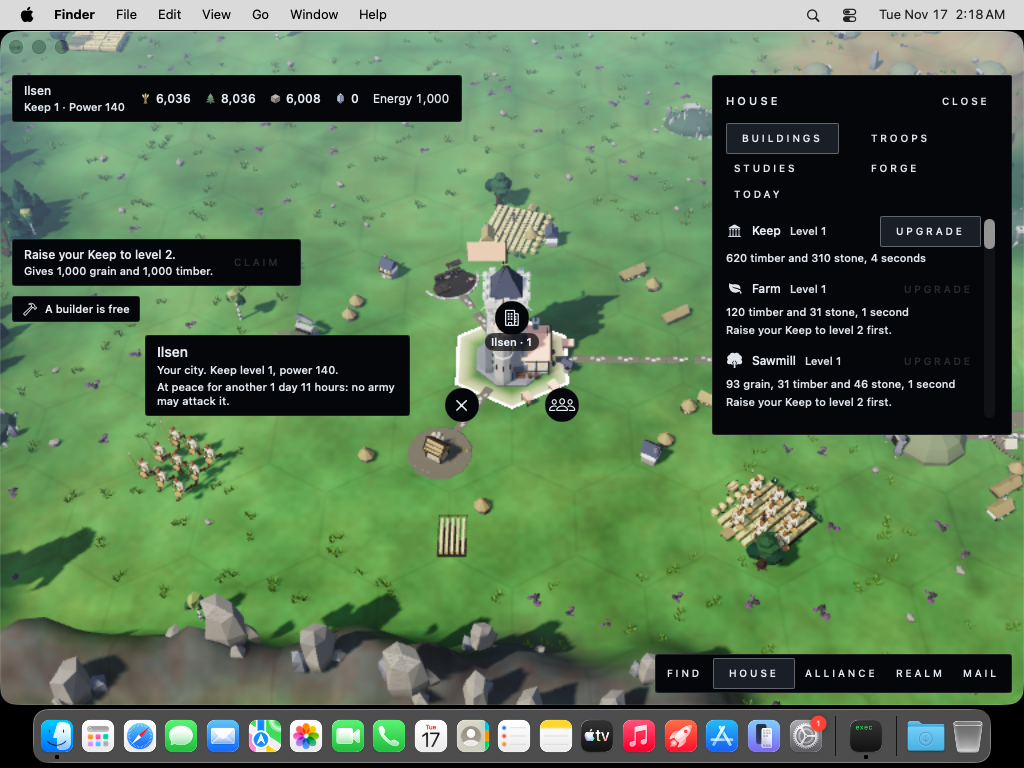 Finder File Edit View Go Window Help Tue Nov 17 2:18 AM
Ilsen
Keep 1 · Power 140
6,036 8,036 6,008 0 Energy 1,000
HOUSE CLOSE
BUILDINGS TROOPS
STUDIES FORGE
TODAY
Keep Level 1 UPGRADE
620 timber and 310 stone, 4 seconds
Farm Level 1 UPGRADE
120 timber and 31 stone, 1 second
Raise your Keep to level 2 first.
Sawmill Level 1 UPGRADE
93 grain, 31 timber and 46 stone, 1 second
Raise your Keep to level 2 first.
Raise your Keep to level 2.
Gives 1,000 grain and 1,000 timber.
CLAIM
A builder is free
Ilsen · 1
Ilsen
Your city. Keep level 1, power 140.
At peace for another 1 day 11 hours: no army
may attack it.
FIND HOUSE ALLIANCE REALM MAIL
Tue
17
tv
1
exec